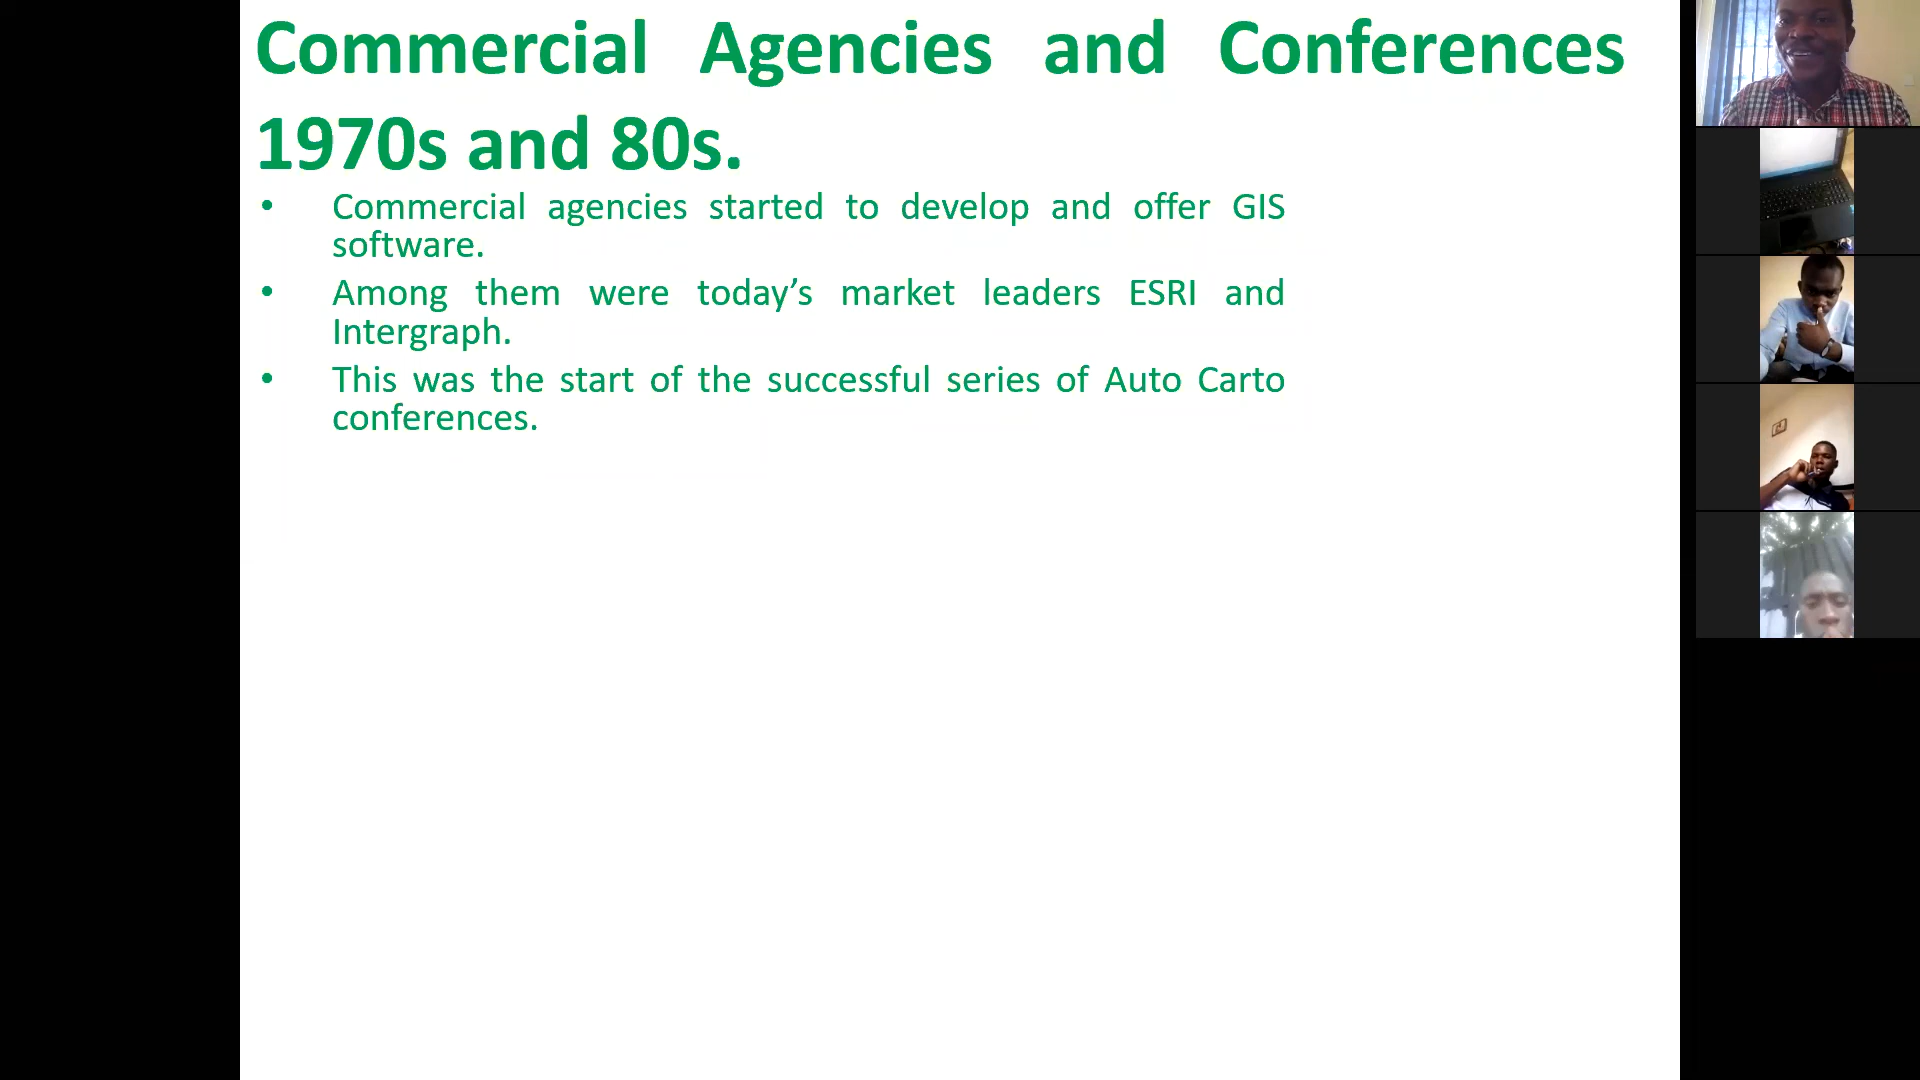 Commercial Agencies and Conferences
1970s and 80s.
• Commercial agencies started to develop and offer GIS
software.
• Among them were today’s market leaders ESRI and
Intergraph.
• This was the start of the successful series of Auto Carto
conferences.